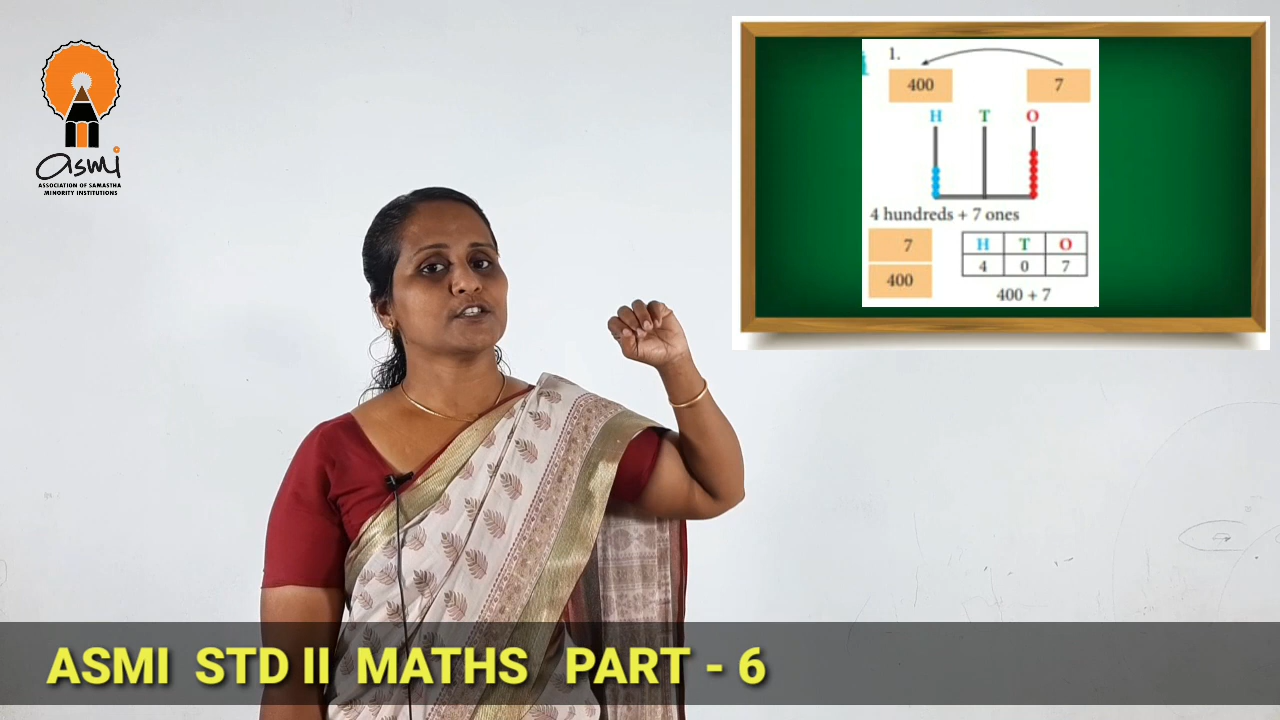 asmi
ASSOCIATION OF SAMASTHA
MINORITY INSTITUTIONS
1.
400 7
H T O
4 hundreds + 7 ones
7
400
H T O
4 0 7
400 + 7
ASMI STD II MATHS PART - 6